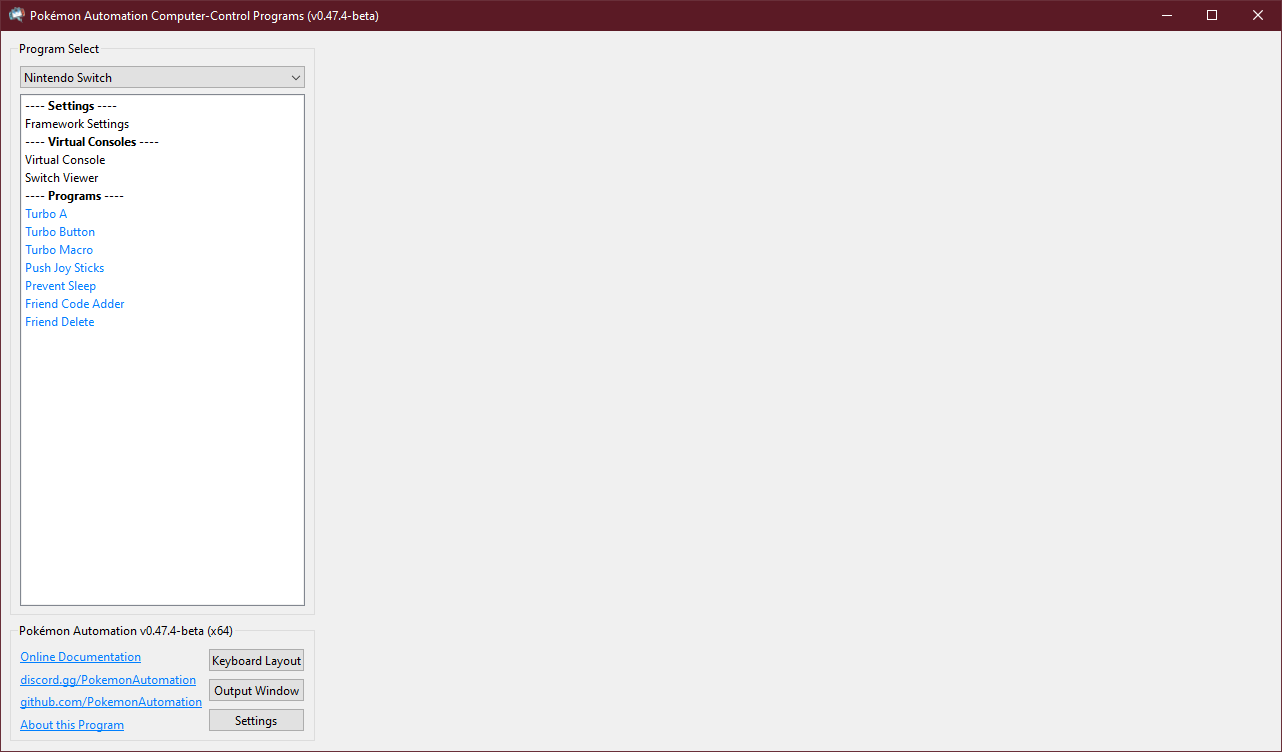 Pokémon Automation Computer-Control Programs (v0.47.4-beta)
Program Select
Nintendo Switch
---- Settings ----
Framework Settings
---- Virtual Consoles ----
Virtual Console
Switch Viewer
---- Programs ----
Turbo A
Turbo Button
Turbo Macro
Push Joy Sticks
Prevent Sleep
Friend Code Adder
Friend Delete
Pokémon Automation v0.47.4-beta (x64)
Online Documentation
Keyboard Layout
discord.gg/PokemonAutomation
Output Window
github.com/PokemonAutomation
Settings
About this Program